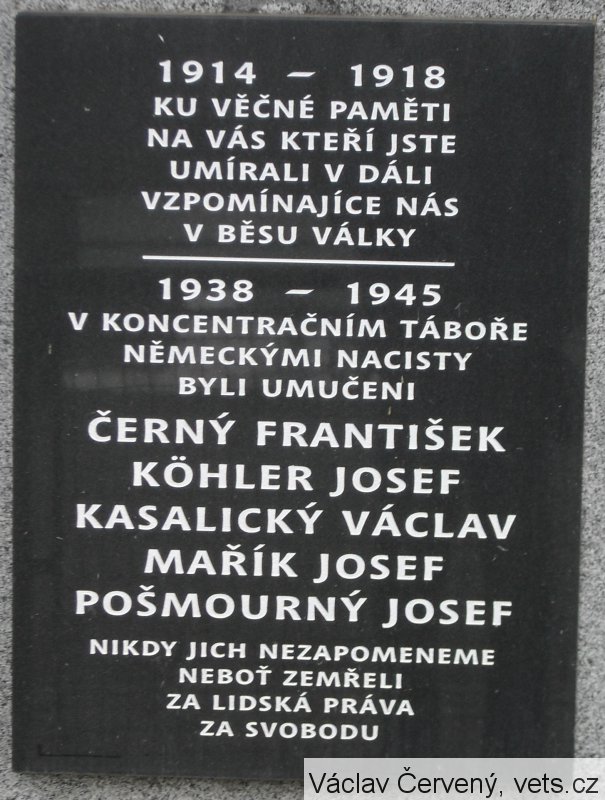 1914 – 1918
KU VĚČNÉ PAMĚTI
NA VÁS KTEŘÍ JSTE
UMÍRALI V DÁLI
VZPOMÍNAJÍCE NÁS
V BĚSU VÁLKY
1938 – 1945
V KONCENTRAČNÍM TÁBOŘE
NĚMECKÝMI NACISTY
BYLI UMUČENI
ČERNÝ FRANTIŠEK
KÖHLER JOSEF
KASALICKÝ VÁCLAV
MAŘÍK JOSEF
POŠMOURNÝ JOSEF
NIKDY JICH NEZAPOMENEME
NEBOŤ ZEMŘELI
ZA LIDSKÁ PRÁVA
ZA SVOBODU
Václav Červený, vets.cz